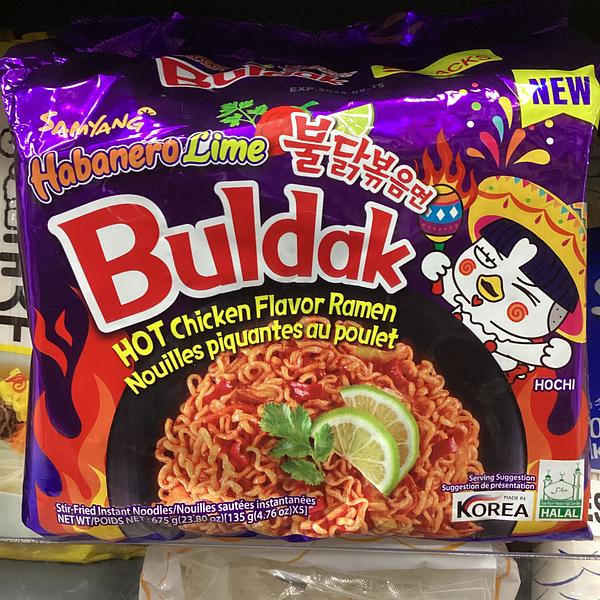 Buldak
PACKS
NEW
SAMYANG
Habanero Lime
불닭볶음면
Buldak
HOT Chicken Flavor Ramen
Nouilles piquantes au poulet
HOCHI
Serving Suggestion
Suggestion de présentation
MADE IN
KOREA
HALAL
Stir-Fried Instant Noodles/Nouilles sautées instantanées
NET WT/POIDS NET : 675 g(23.80 oz)[135 g(4.76 oz)X5]